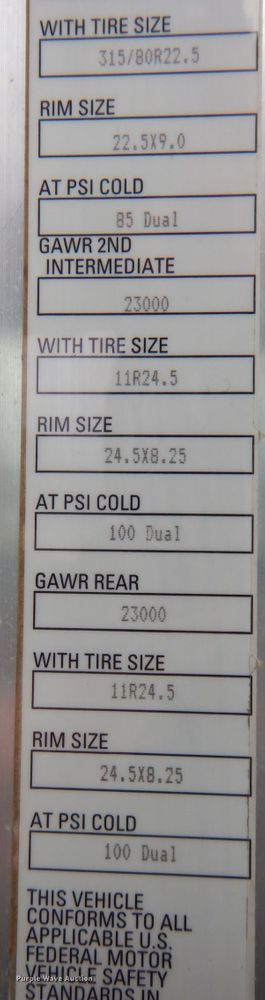 WITH TIRE SIZE
315/80R22.5
RIM SIZE
22.5X9.0
AT PSI COLD
85 Dual
GAWR 2ND
INTERMEDIATE
23000
WITH TIRE SIZE
11R24.5
RIM SIZE
24.5X8.25
AT PSI COLD
100 Dual
GAWR REAR
23000
WITH TIRE SIZE
11R24.5
RIM SIZE
24.5X8.25
AT PSI COLD
100 Dual
THIS VEHICLE
CONFORMS TO ALL
APPLICABLE U.S.
FEDERAL MOTOR
VEHICLE SAFETY
STANDARDS IN
Purple Wave Auction